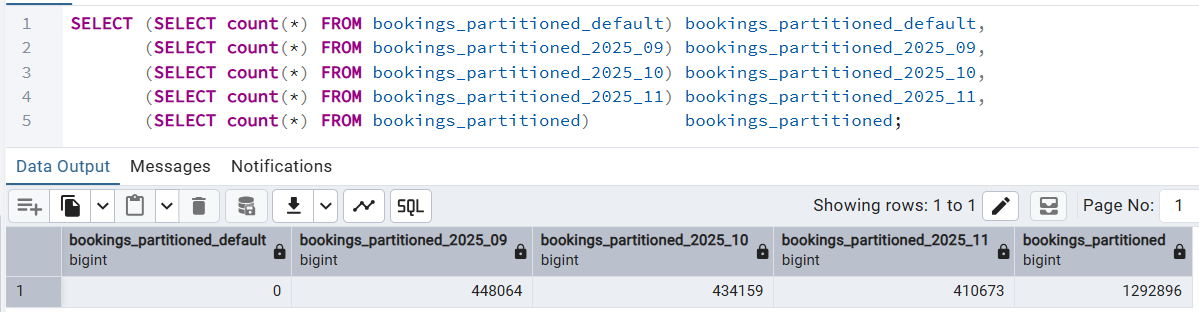 1 SELECT (SELECT count(*) FROM bookings_partitioned_default) bookings_partitioned_default,
2 (SELECT count(*) FROM bookings_partitioned_2025_09) bookings_partitioned_2025_09,
3 (SELECT count(*) FROM bookings_partitioned_2025_10) bookings_partitioned_2025_10,
4 (SELECT count(*) FROM bookings_partitioned_2025_11) bookings_partitioned_2025_11,
5 (SELECT count(*) FROM bookings_partitioned) bookings_partitioned;
Data Output Messages Notifications
SQL Showing rows: 1 to 1 Page No: 1
bookings_partitioned_default bookings_partitioned_2025_09 bookings_partitioned_2025_10 bookings_partitioned_2025_11 bookings_partitioned
bigint bigint bigint bigint bigint
1 0 448064 434159 410673 1292896